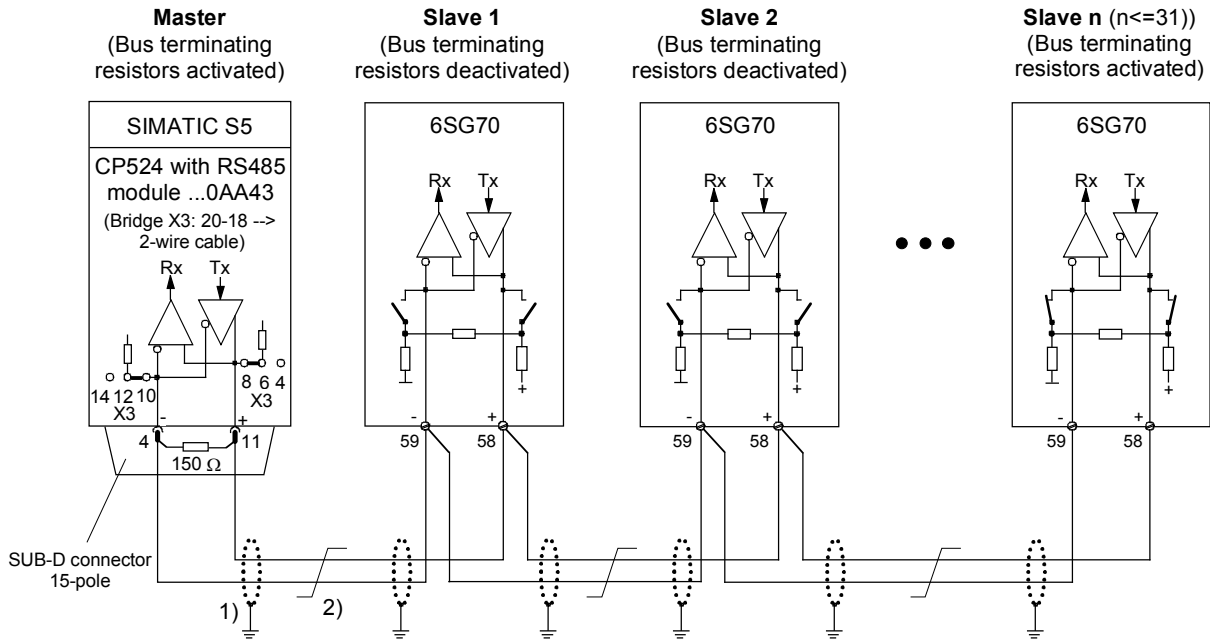 Master
(Bus terminating
resistors activated)
Slave 1
(Bus terminating
resistors deactivated)
Slave 2
(Bus terminating
resistors deactivated)
Slave n (n<=31))
(Bus terminating
resistors activated)
SIMATIC S5
CP524 with RS485
module ...0AA43
(Bridge X3: 20-18 -->
2-wire cable)
Rx Tx
14 12 10
X3
8 6 4
X3
- +
4 11
150 Ω
SUB-D connector
15-pole
6SG70
Rx Tx
+
- +
59 58
6SG70
Rx Tx
+
- +
59 58
6SG70
Rx Tx
+
- +
59 58
1) 2)